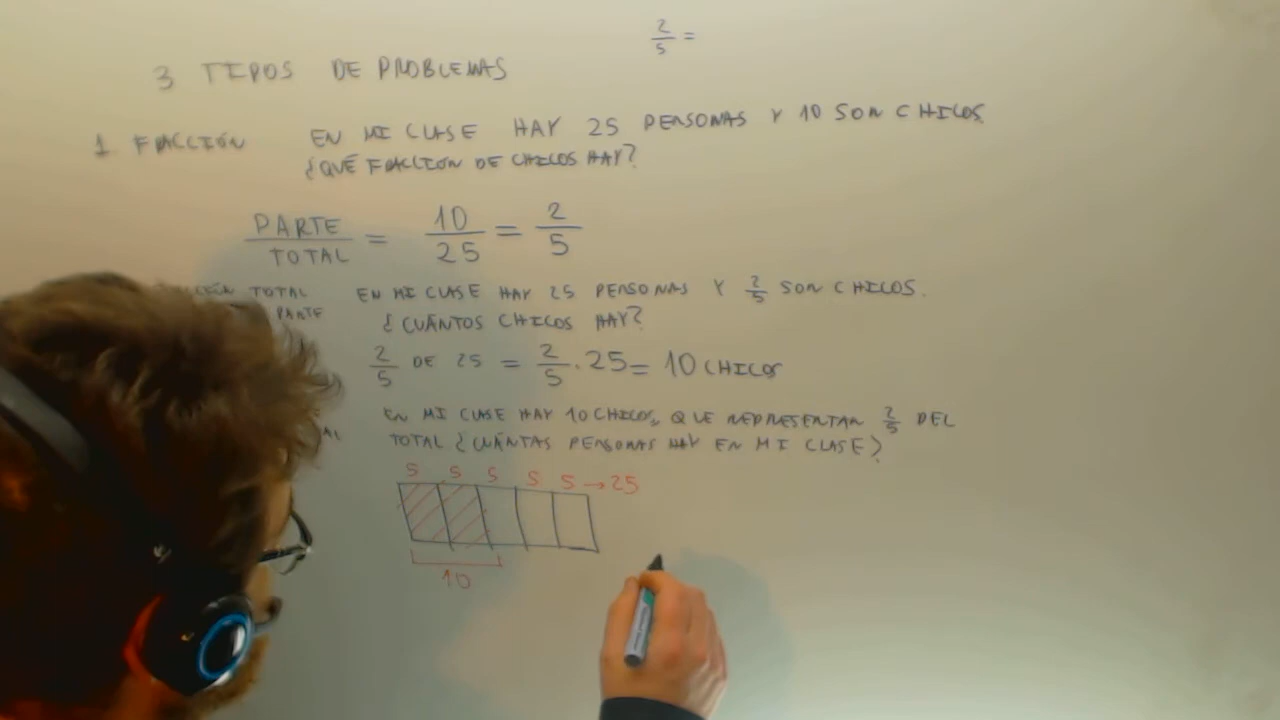 2/5 =
3 TIPOS DE PROBLEMAS
1 FRACCIÓN EN MI CLASE HAY 25 PERSONAS Y 10 SON CHICOS
¿QUÉ FRACCIÓN DE CHICOS HAY?
PARTE/TOTAL = 10/25 = 2/5
TOTAL EN MI CLASE HAY 25 PERSONAS Y 2/5 SON CHICOS.
PARTE ¿CUÁNTOS CHICOS HAY?
2/5 DE 25 = 2/5 · 25 = 10 CHICOS
EN MI CLASE HAY 10 CHICOS, QUE REPRESENTAN 2/5 DEL
TOTAL ¿CUÁNTAS PERSONAS HAY EN MI CLASE?
5 5 5 5 5 → 25
10